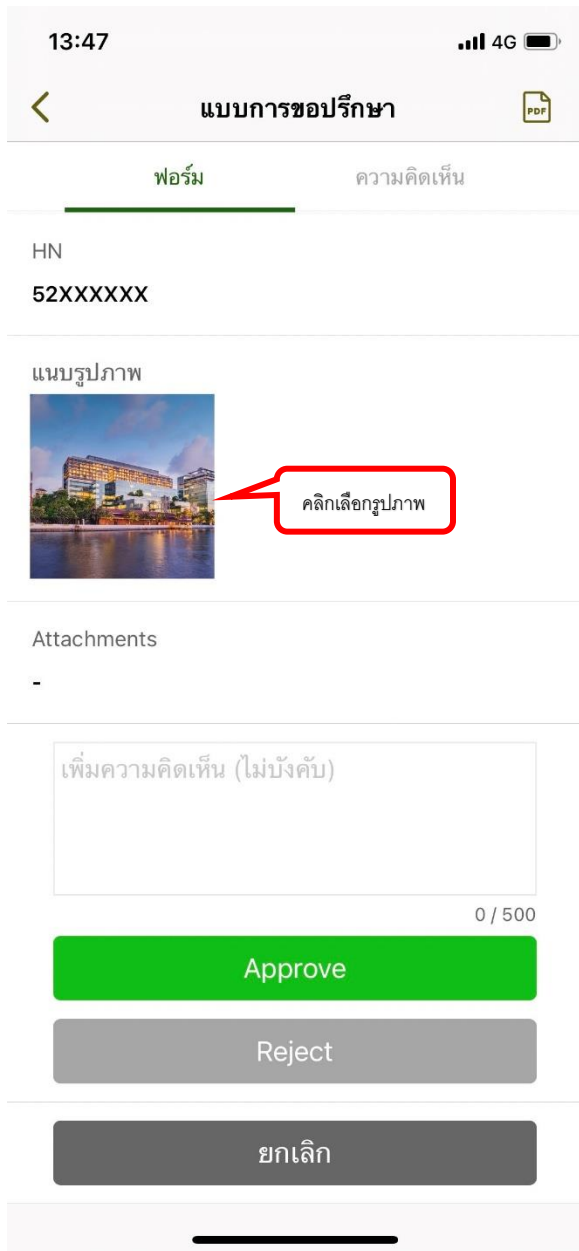 13:47
4G
แบบการขอปรึกษา
PDF
ฟอร์ม
ความคิดเห็น
HN
52XXXXXX
แนบรูปภาพ
คลิกเลือกรูปภาพ
Attachments
-
เพิ่มความคิดเห็น (ไม่บังคับ)
0 / 500
Approve
Reject
ยกเลิก